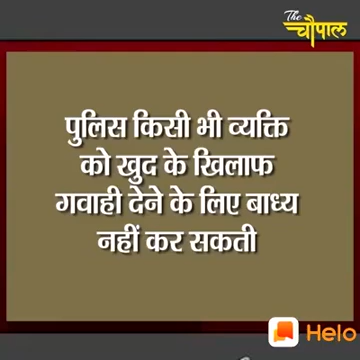 The
चौपाल
पुलिस किसी भी व्यक्ति
को खुद के खिलाफ
गवाही देने के लिए बाध्य
नहीं कर सकती
Helo